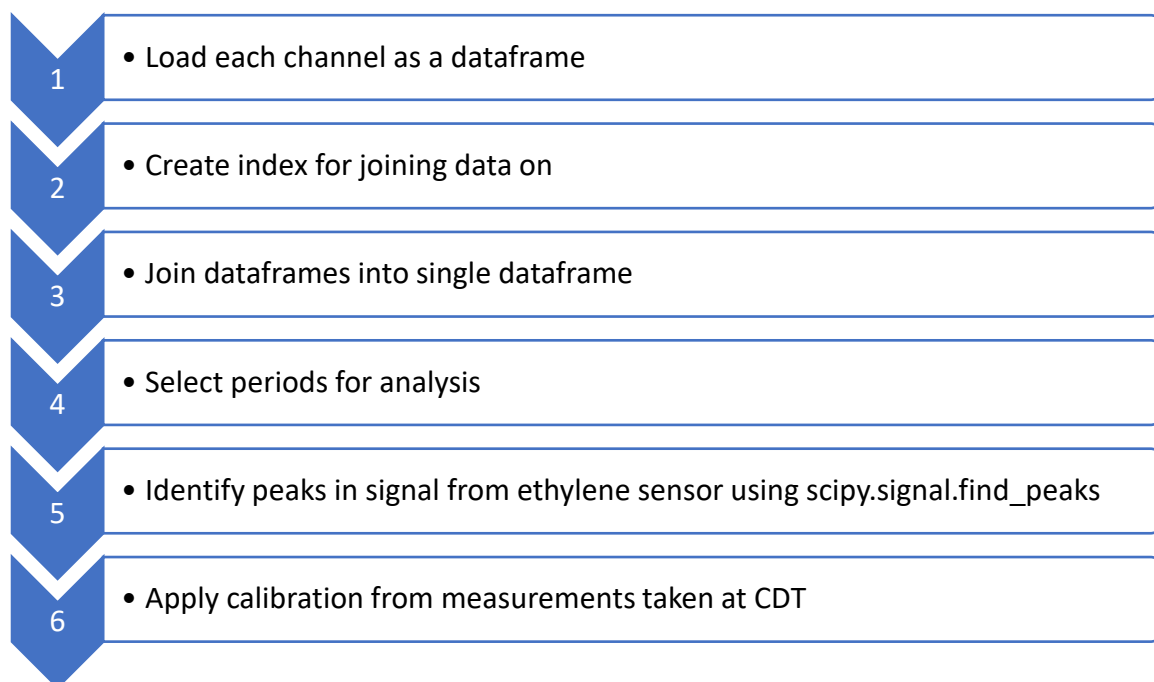 1
• Load each channel as a dataframe
2
• Create index for joining data on
3
• Join dataframes into single dataframe
4
• Select periods for analysis
5
• Identify peaks in signal from ethylene sensor using scipy.signal.find_peaks
6
• Apply calibration from measurements taken at CDT